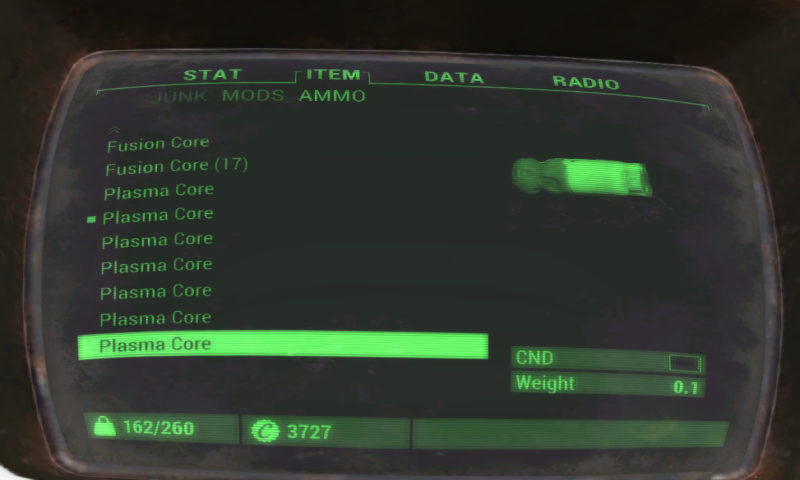 STAT ITEM DATA RADIO
JUNK MODS AMMO
Fusion Core
Fusion Core (17)
Plasma Core
Plasma Core
Plasma Core
Plasma Core
Plasma Core
Plasma Core
Plasma Core
CND
Weight 0.1
162/260 3727